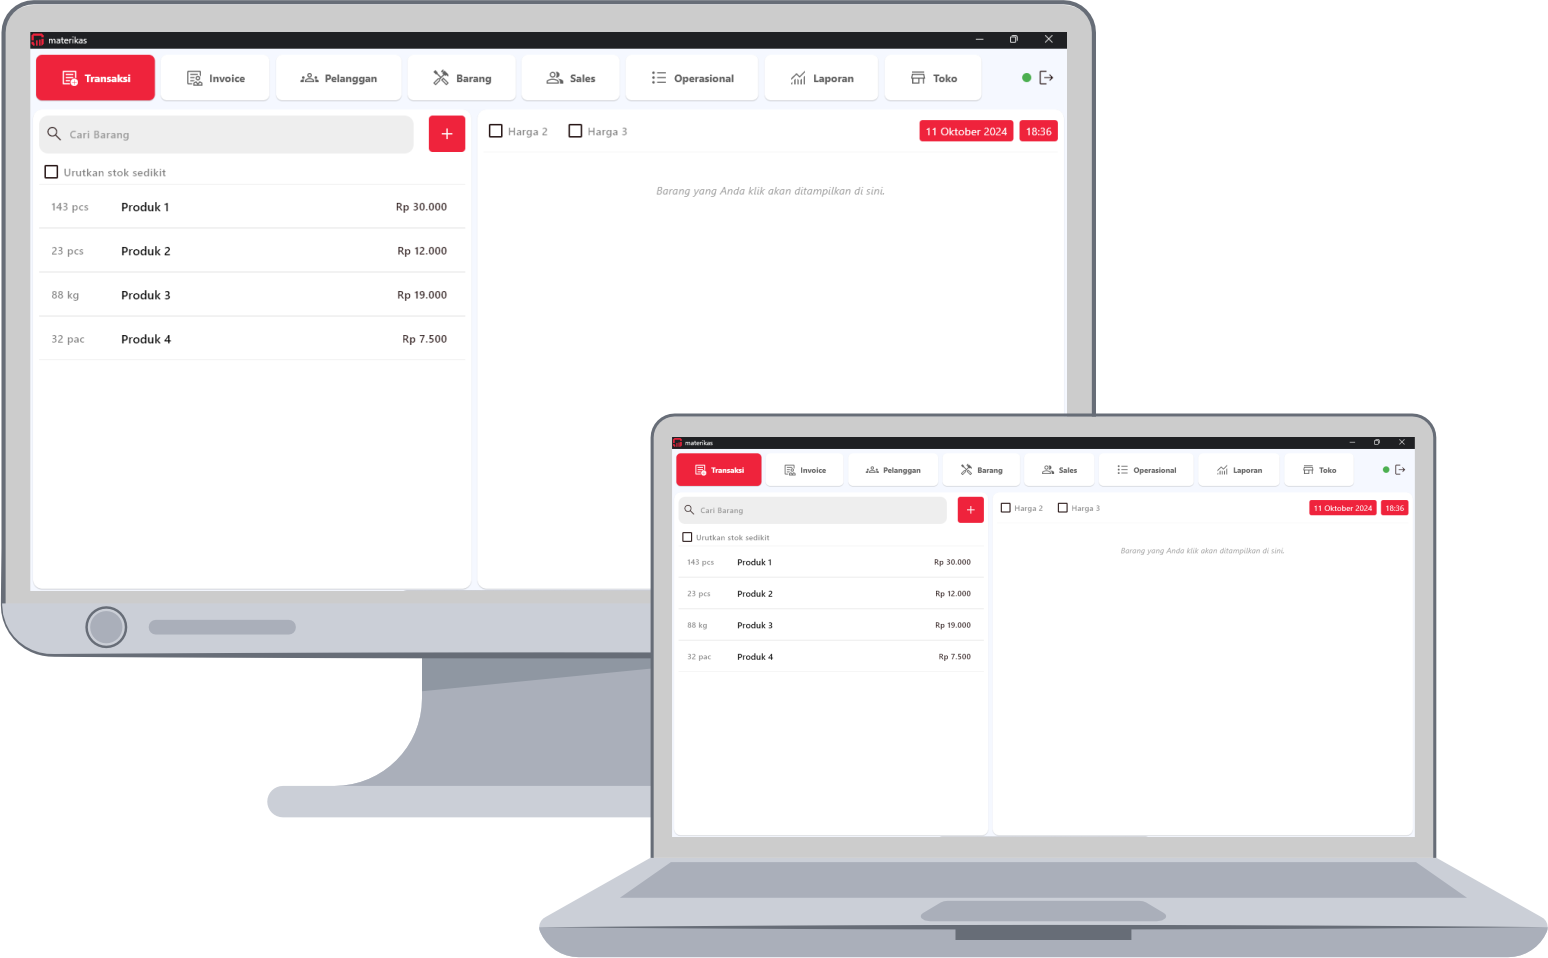 materikas
Transaksi Invoice Pelanggan Barang Sales Operasional Laporan Toko
Cari Barang
Urutkan stok sedikit
143 pcs Produk 1 Rp 30.000
23 pcs Produk 2 Rp 12.000
88 kg Produk 3 Rp 19.000
32 pac Produk 4 Rp 7.500
Harga 2 Harga 3 11 Oktober 2024 18:36
Barang yang Anda klik akan ditampilkan di sini.
materikas
Transaksi Invoice Pelanggan Barang Sales Operasional Laporan Toko
Cari Barang
Urutkan stok sedikit
143 pcs Produk 1 Rp 30.000
23 pcs Produk 2 Rp 12.000
88 kg Produk 3 Rp 19.000
32 pac Produk 4 Rp 7.500
Harga 2 Harga 3 11 Oktober 2024 18:36
Barang yang Anda klik akan ditampilkan di sini.